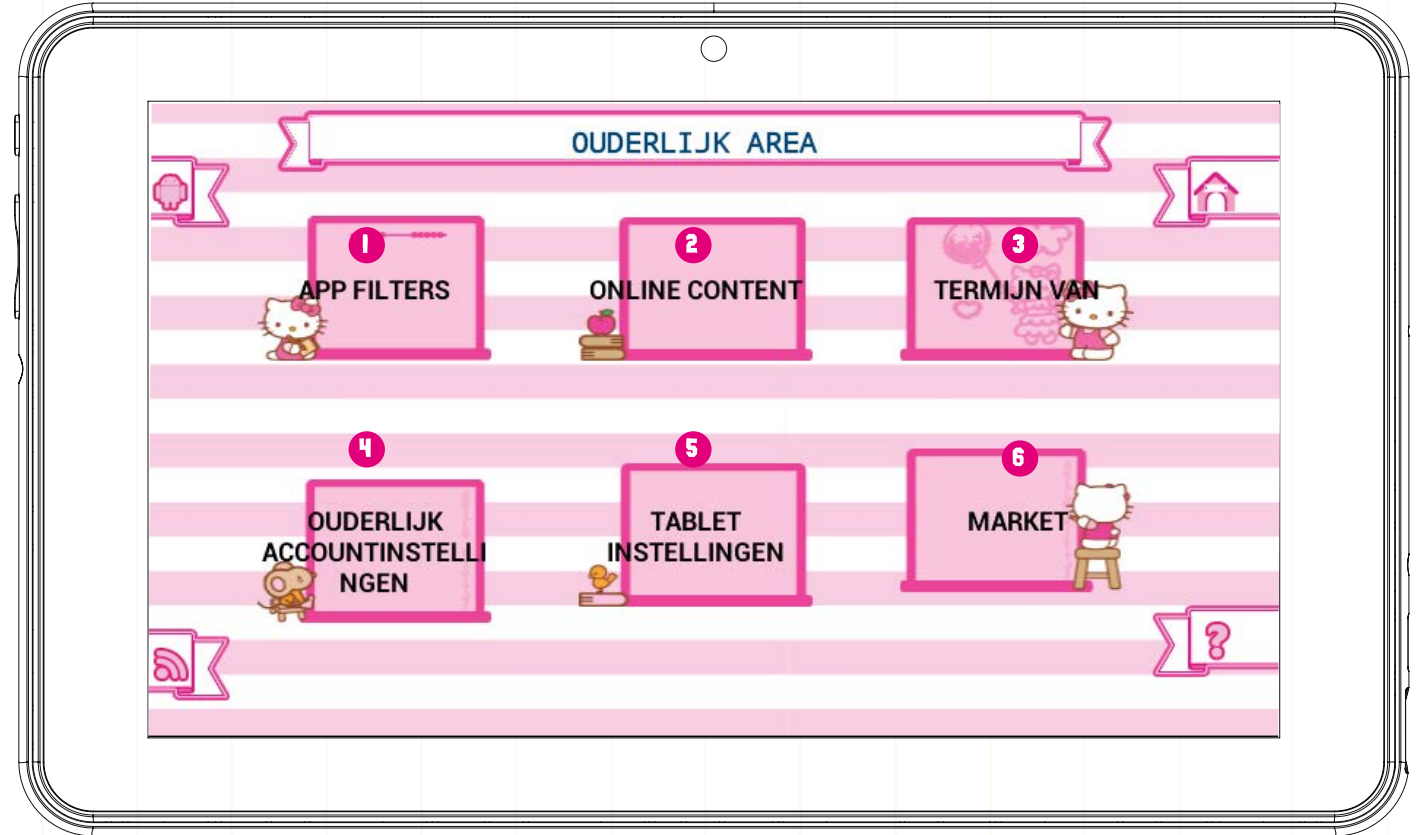 OUDERLIJK AREA
1
2
3
APP FILTERS
ONLINE CONTENT
TERMIJN VAN
4
5
6
OUDERLIJK
ACCOUNTINSTELLI
NGEN
TABLET
INSTELLINGEN
MARKET
?